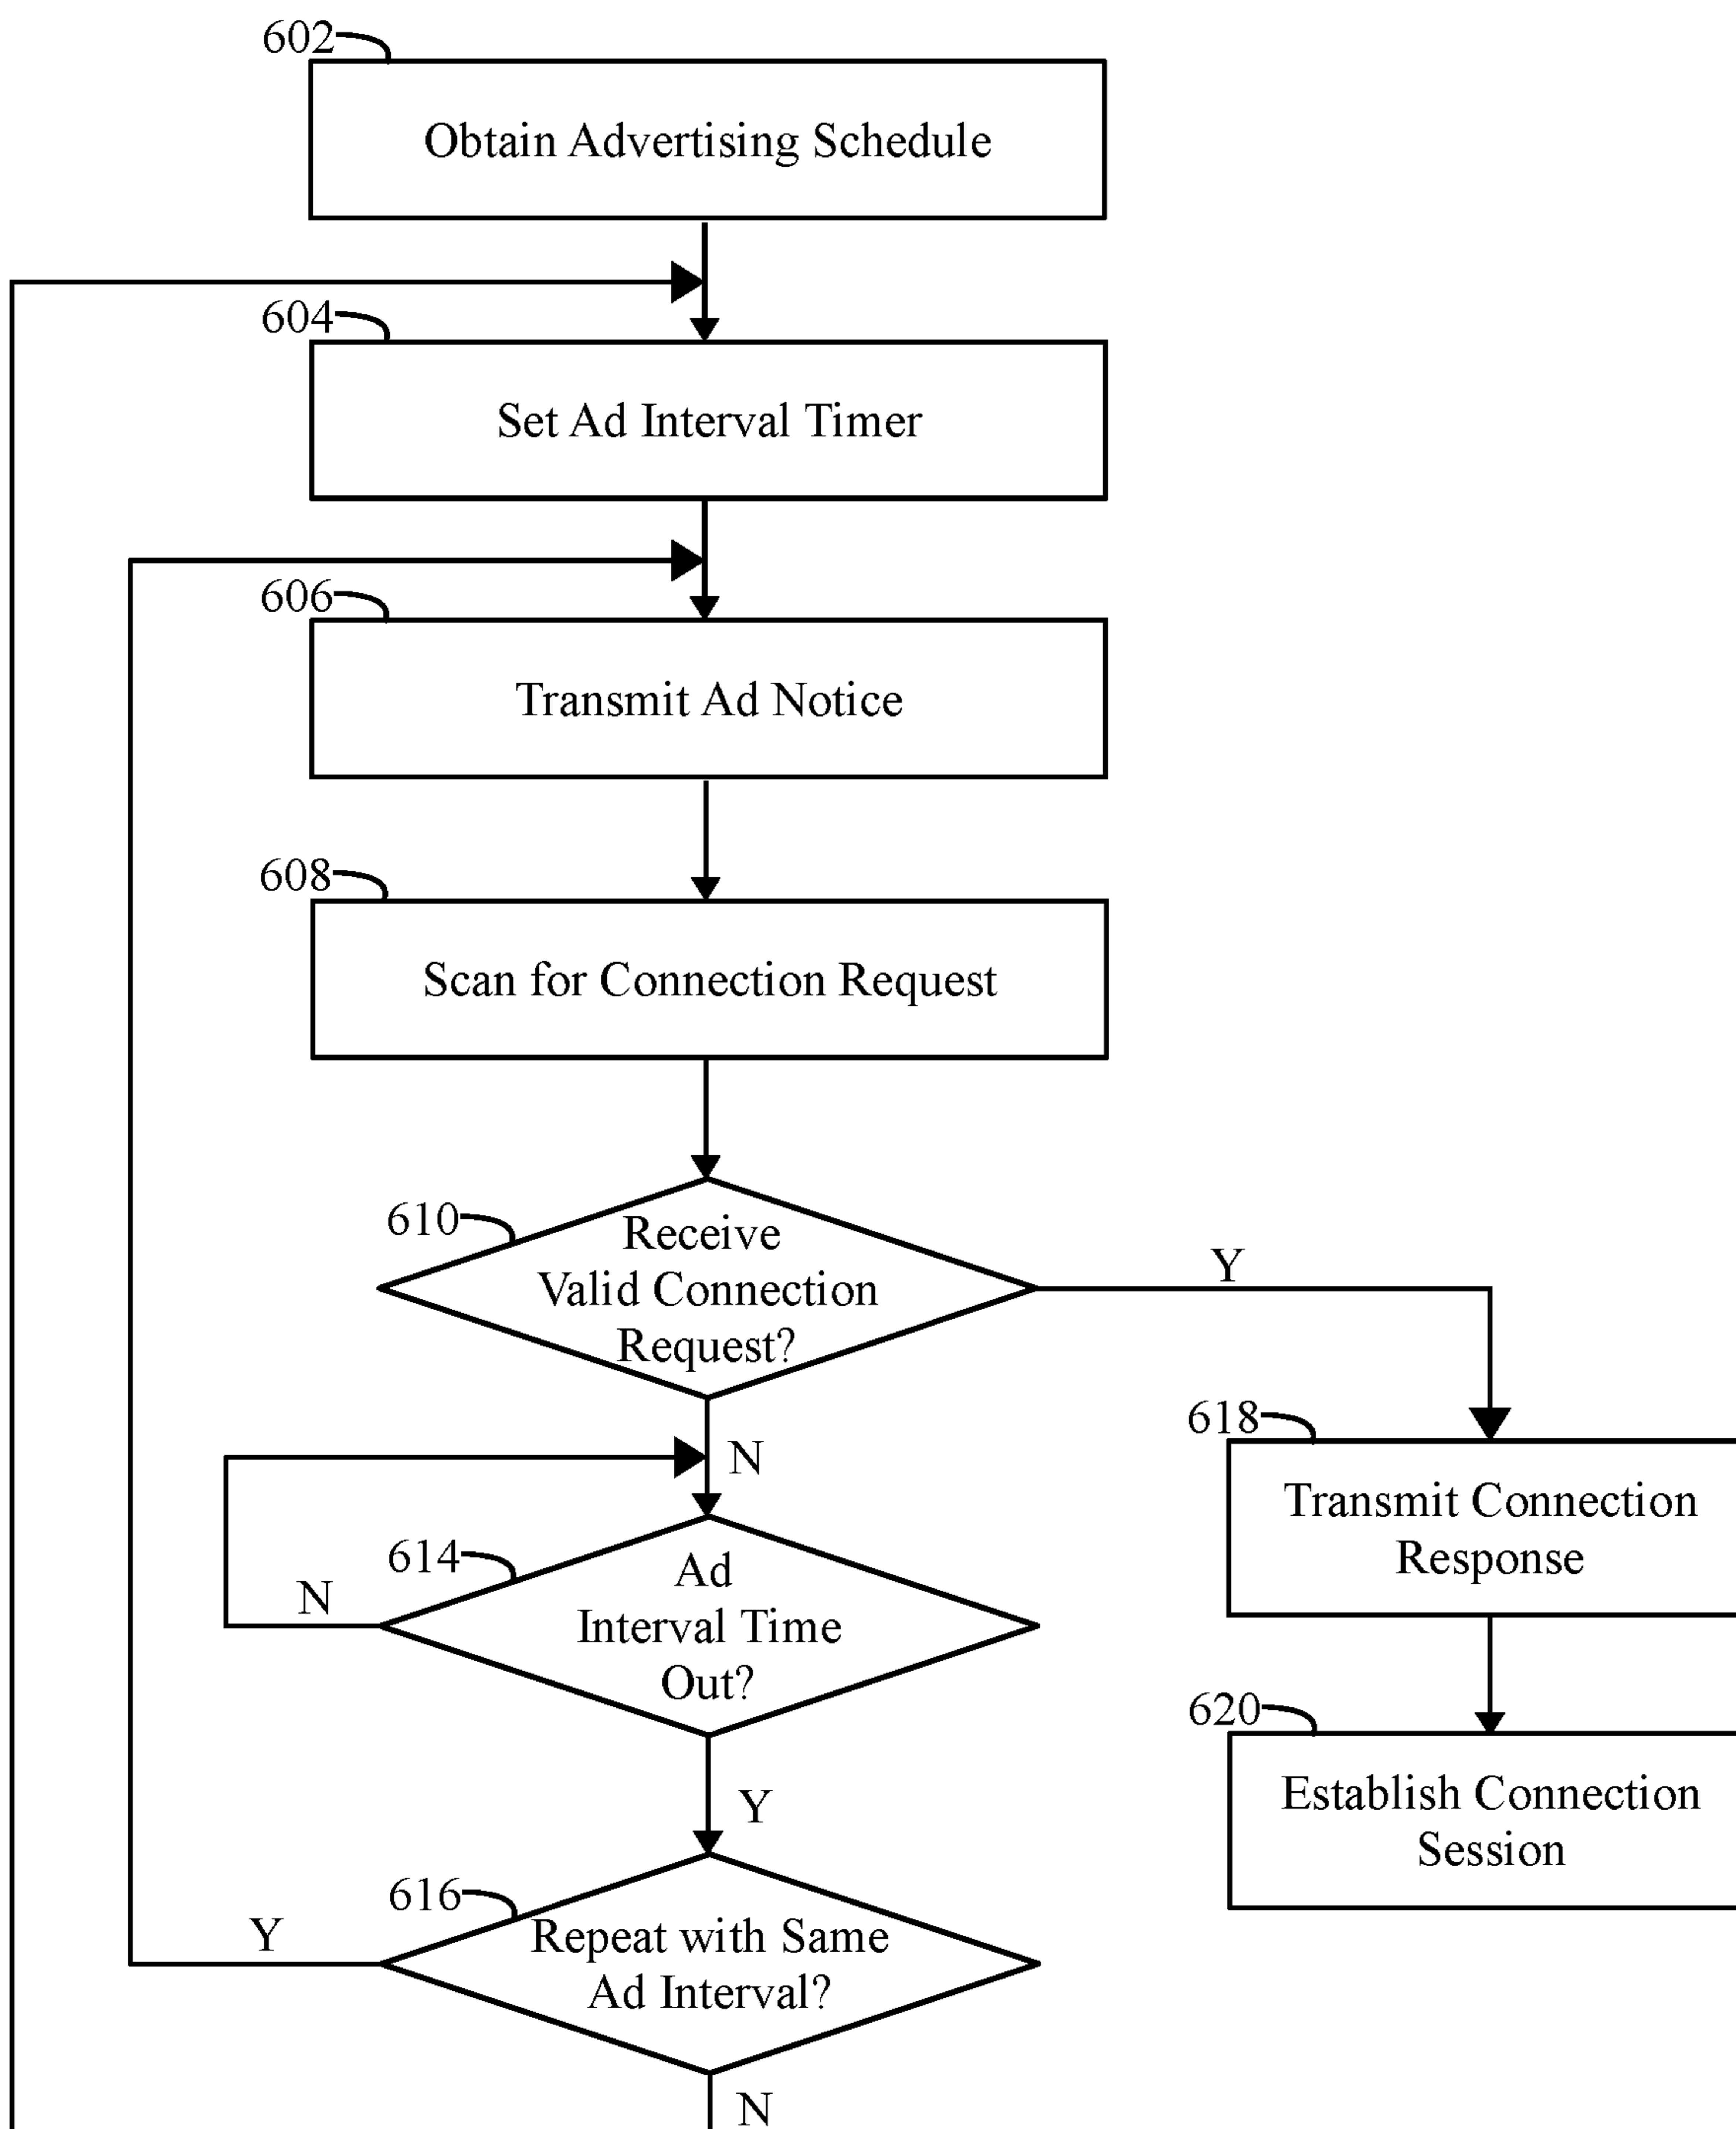 602
Obtain Advertising Schedule
604
Set Ad Interval Timer
606
Transmit Ad Notice
608
Scan for Connection Request
610
Receive
Valid Connection
Request?
Y
N
618
Transmit Connection
Response
614
Ad
Interval Time
Out?
N
Y
620
Establish Connection
Session
616
Repeat with Same
Ad Interval?
Y
N